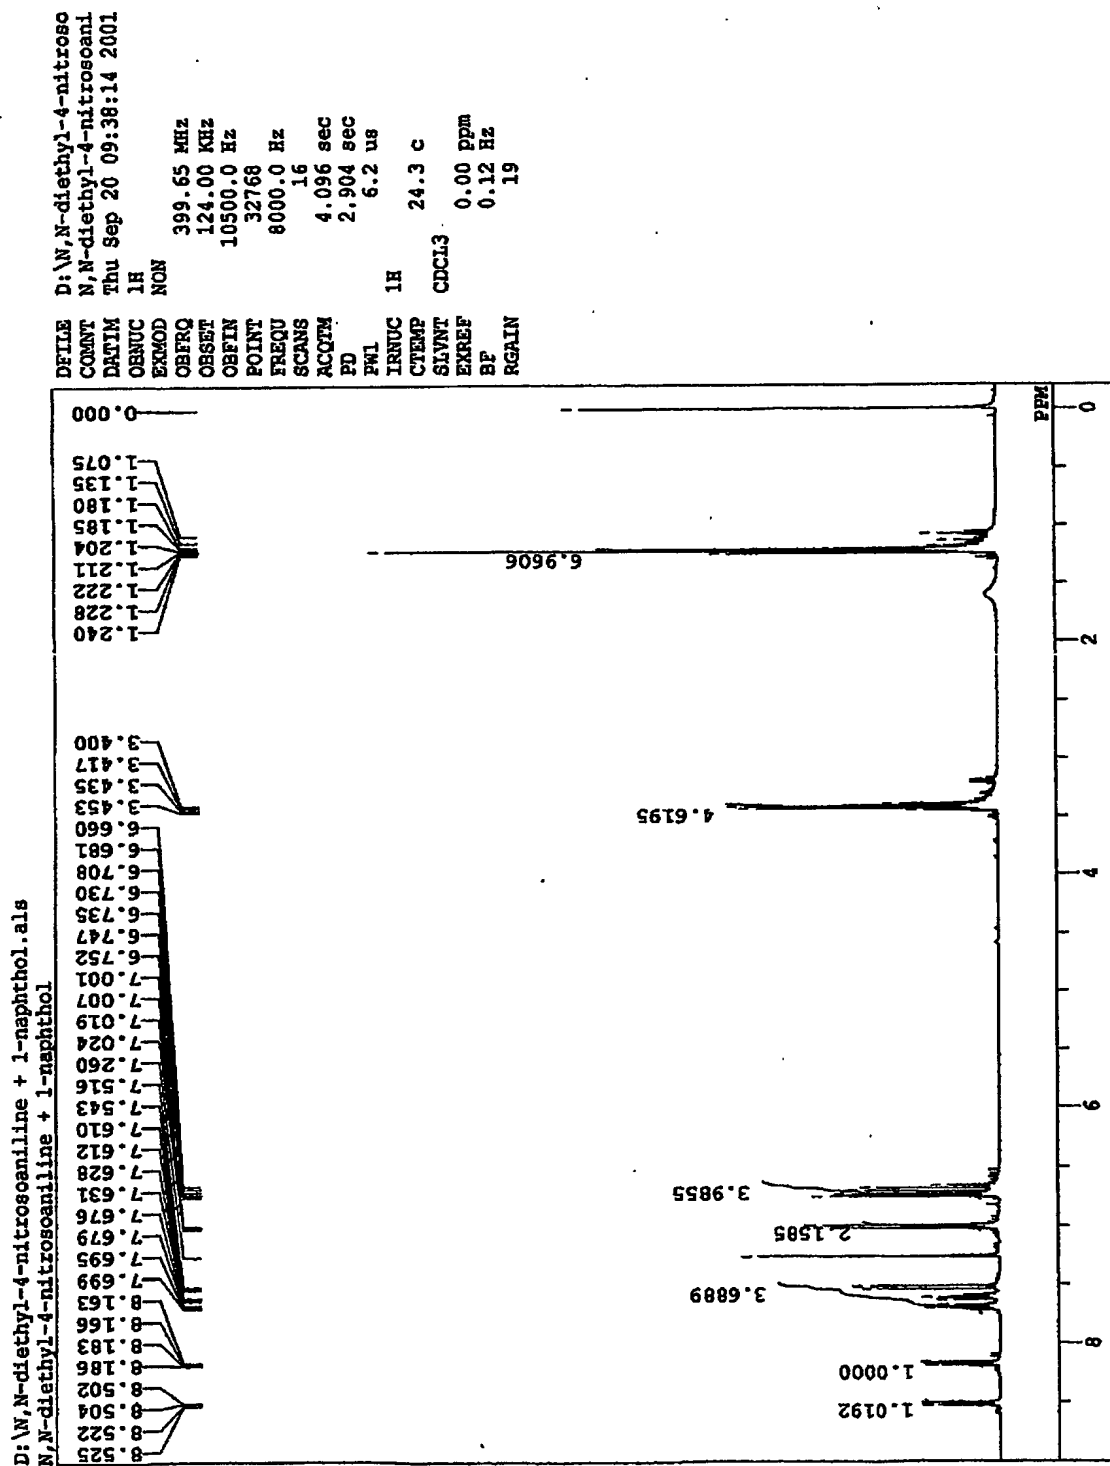 D:\N,N-diethyl-4-nitrosoaniline + 1-naphthol.als
N,N-diethyl-4-nitrosoaniline + 1-naphthol
8.525
8.522
8.504
8.502
8.186
8.183
8.166
8.163
7.699
7.695
7.679
7.676
7.631
7.628
7.612
7.610
7.543
7.516
7.260
7.024
7.019
7.007
7.001
6.752
6.747
6.735
6.730
6.708
6.681
6.660
3.453
3.435
3.417
3.400
1.240
1.228
1.222
1.211
1.204
1.185
1.180
1.135
1.075
0.000
1.0192
1.0000
3.6889
2.1585
3.9855
4.6195
6.9606
8
6
4
2
0
PPM
DFILE D:\N,N-diethyl-4-nitroso
COMNT N,N-diethyl-4-nitrosoani
DATIM Thu Sep 20 09:38:14 2001
OBNUC 1H
EXMOD NON
OBFRQ 399.65 MHz
OBSET 124.00 KHz
OBFIN 10500.0 Hz
POINT 32768
FREQU 8000.0 Hz
SCANS 16
ACQTM 4.096 sec
PD 2.904 sec
PW1 6.2 us
IRNUC 1H
CTEMP 24.3 c
SLVNT CDCL3
EXREF 0.00 ppm
BF 0.12 Hz
RGAIN 19